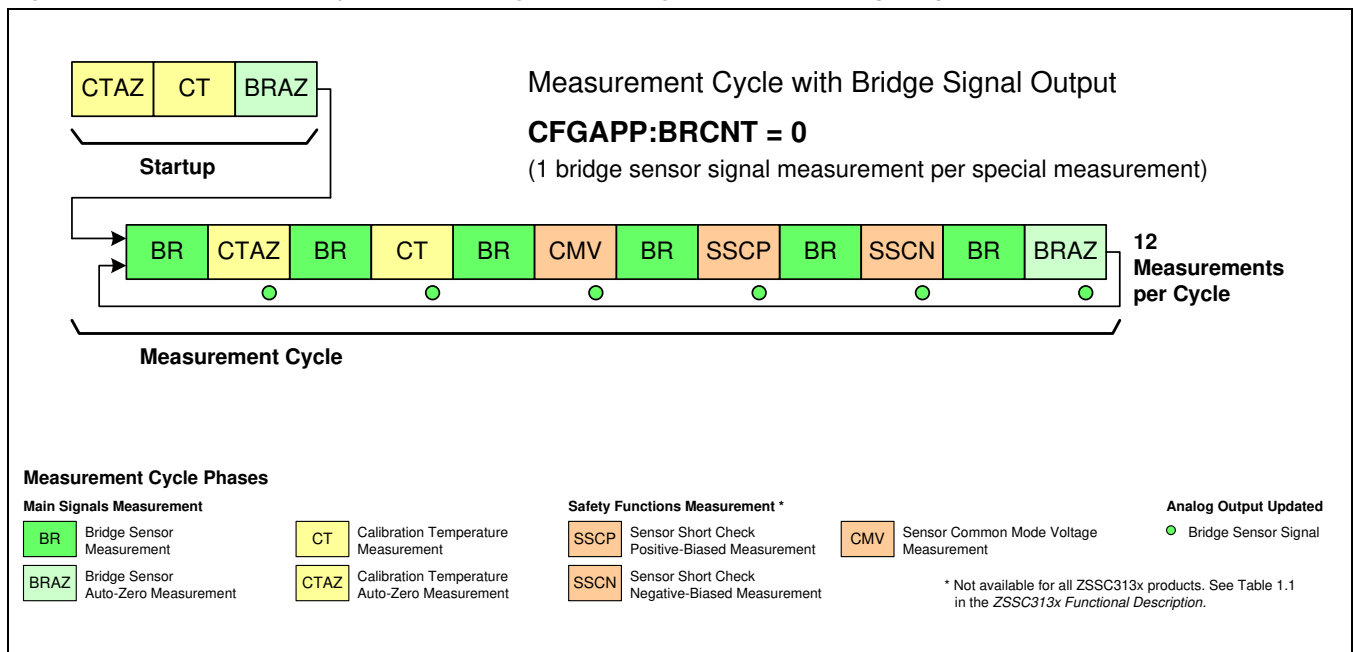 CTAZ CT BRAZ
Startup
Measurement Cycle with Bridge Signal Output
CFGAPP:BRCNT = 0
(1 bridge sensor signal measurement per special measurement)
BR CTAZ BR CT BR CMV BR SSCP BR SSCN BR BRAZ
12
Measurements
per Cycle
Measurement Cycle
Measurement Cycle Phases
Main Signals Measurement
BR Bridge Sensor
Measurement
BRAZ Bridge Sensor
Auto-Zero Measurement
CT Calibration Temperature
Measurement
CTAZ Calibration Temperature
Auto-Zero Measurement
Safety Functions Measurement *
SSCP Sensor Short Check
Positive-Biased Measurement
SSCN Sensor Short Check
Negative-Biased Measurement
CMV Sensor Common Mode Voltage
Measurement
Analog Output Updated
Bridge Sensor Signal
* Not available for all ZSSC313x products. See Table 1.1
in the ZSSC313x Functional Description.